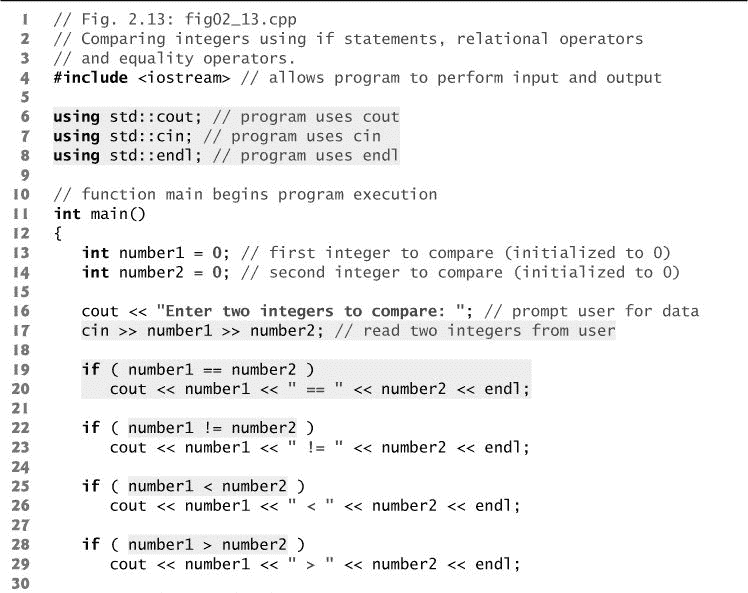 1 // Fig. 2.13: fig02_13.cpp
2 // Comparing integers using if statements, relational operators
3 // and equality operators.
4 #include <iostream> // allows program to perform input and output
5
6 using std::cout; // program uses cout
7 using std::cin; // program uses cin
8 using std::endl; // program uses endl
9
10 // function main begins program execution
11 int main()
12 {
13    int number1 = 0; // first integer to compare (initialized to 0)
14    int number2 = 0; // second integer to compare (initialized to 0)
15
16    cout << "Enter two integers to compare: "; // prompt user for data
17    cin >> number1 >> number2; // read two integers from user
18
19    if ( number1 == number2 )
20       cout << number1 << " == " << number2 << endl;
21
22    if ( number1 != number2 )
23       cout << number1 << " != " << number2 << endl;
24
25    if ( number1 < number2 )
26       cout << number1 << " < " << number2 << endl;
27
28    if ( number1 > number2 )
29       cout << number1 << " > " << number2 << endl;
30